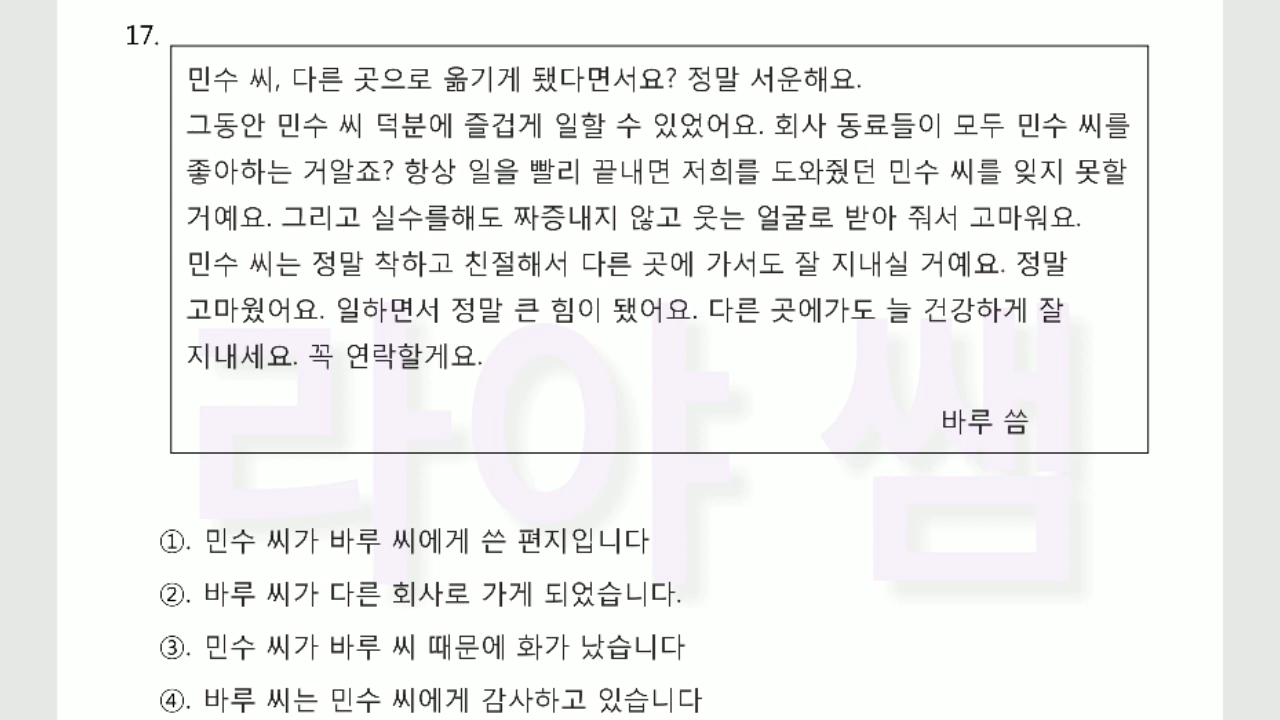 17.
민수 씨, 다른 곳으로 옮기게 됐다면서요? 정말 서운해요.
그동안 민수 씨 덕분에 즐겁게 일할 수 있었어요. 회사 동료들이 모두 민수 씨를
좋아하는 거알죠? 항상 일을 빨리 끝내면 저희를 도와줬던 민수 씨를 잊지 못할
거예요. 그리고 실수를해도 짜증내지 않고 웃는 얼굴로 받아 줘서 고마워요.
민수 씨는 정말 착하고 친절해서 다른 곳에 가서도 잘 지내실 거예요. 정말
고마웠어요. 일하면서 정말 큰 힘이 됐어요. 다른 곳에가도 늘 건강하게 잘
지내세요. 꼭 연락할게요.
바루 씀
라야 쌤
①. 민수 씨가 바루 씨에게 쓴 편지입니다
②. 바루 씨가 다른 회사로 가게 되었습니다.
③. 민수 씨가 바루 씨 때문에 화가 났습니다
④. 바루 씨는 민수 씨에게 감사하고 있습니다